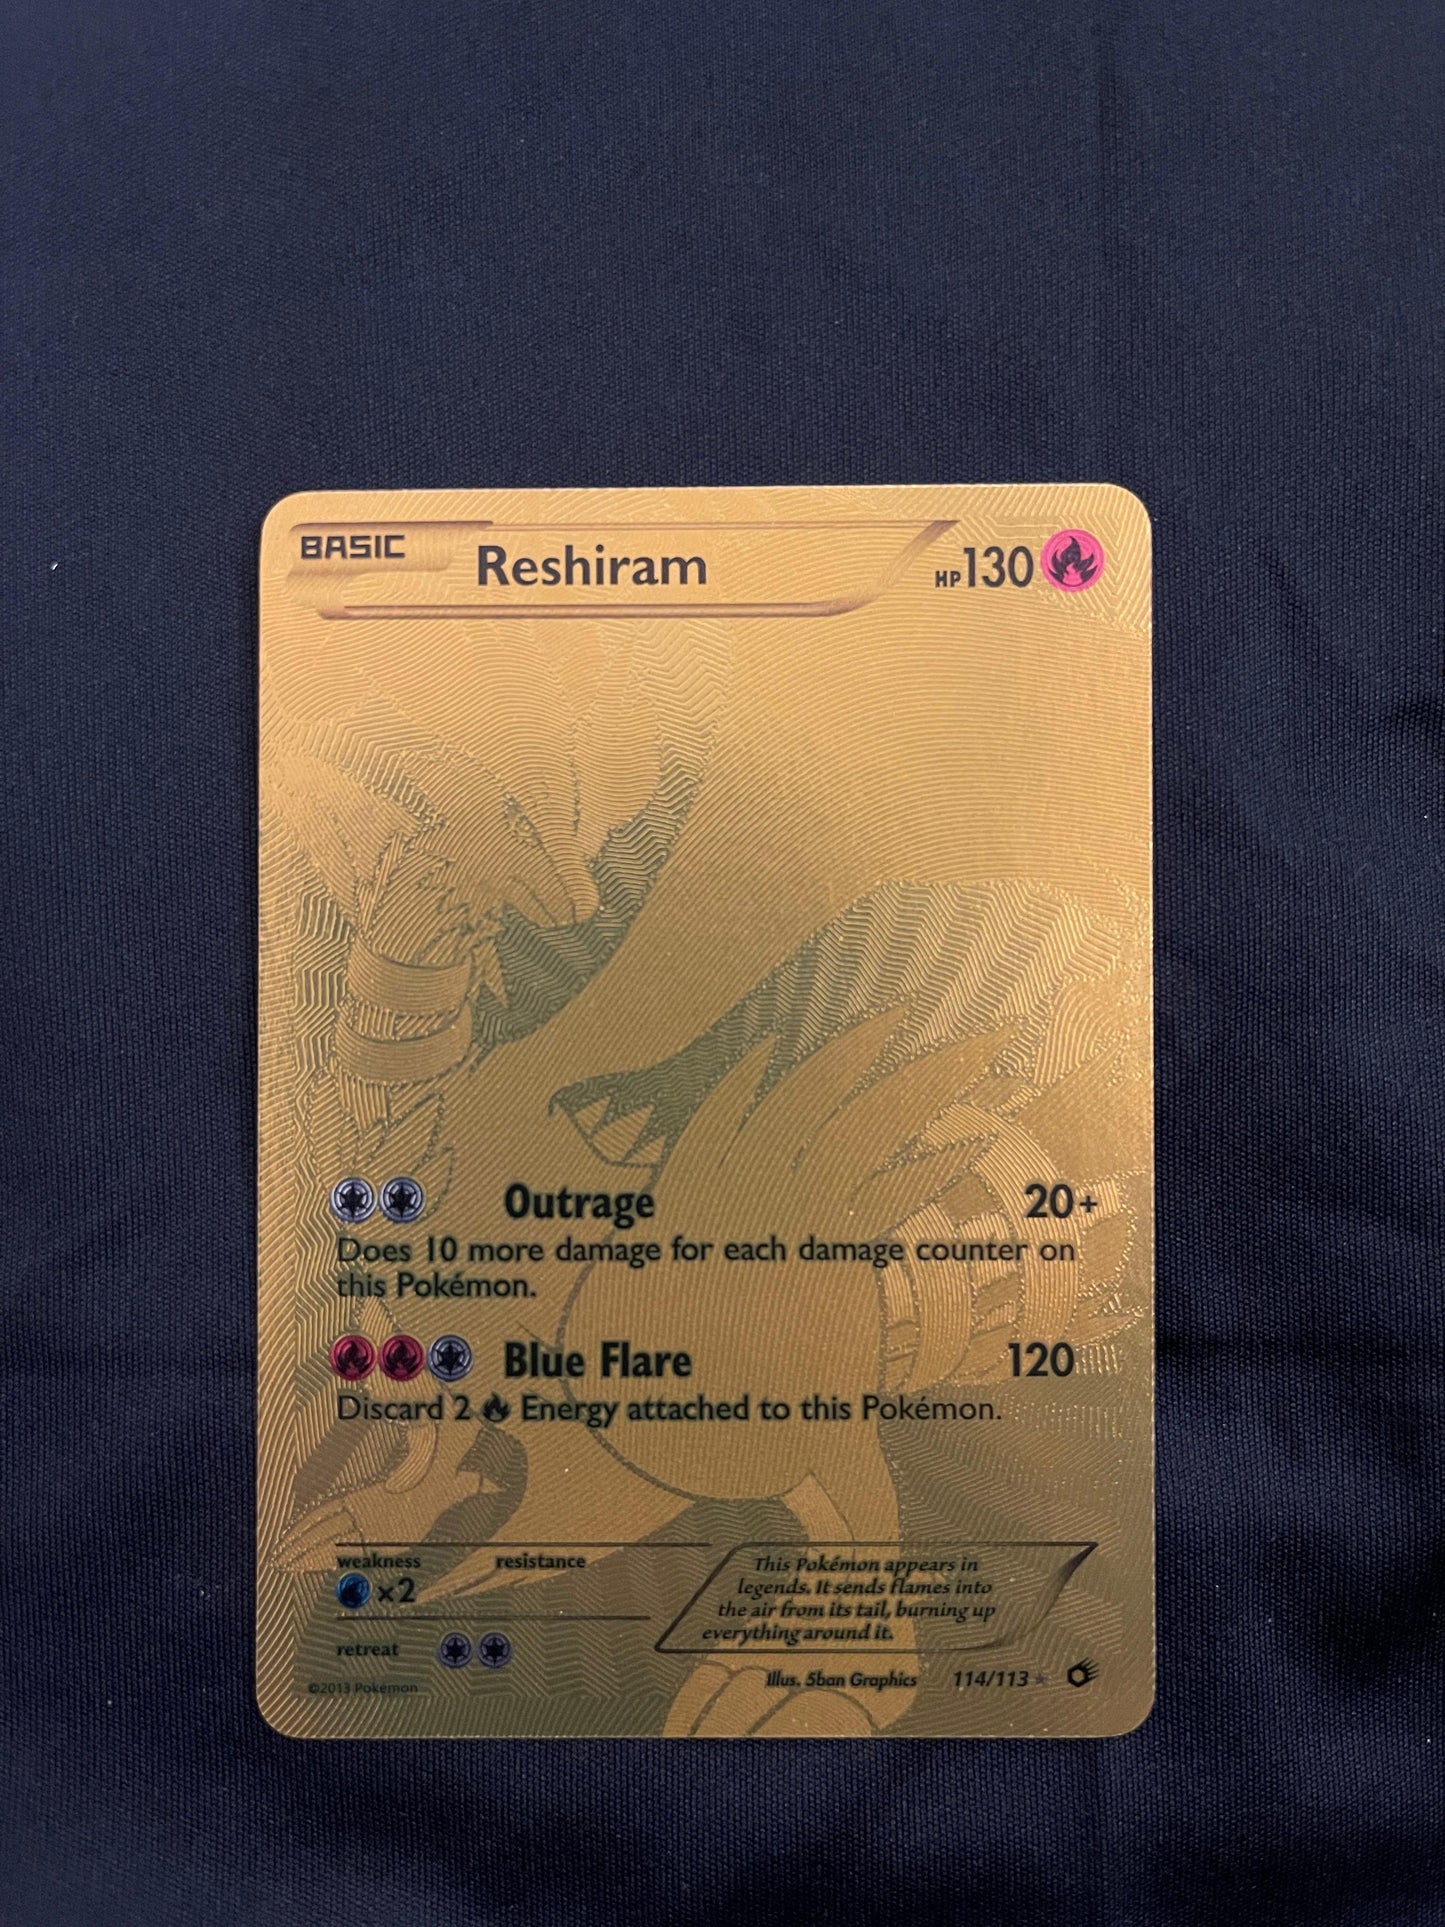 BASIC Reshiram HP 130
Outrage 20+
Does 10 more damage for each damage counter on
this Pokémon.
Blue Flare 120
Discard 2 Energy attached to this Pokémon.
weakness resistance
×2
retreat
This Pokémon appears in
legends. It sends flames into
the air from its tail, burning up
everything around it.
©2013 Pokémon
Illus. 5ban Graphics 114/113 ★